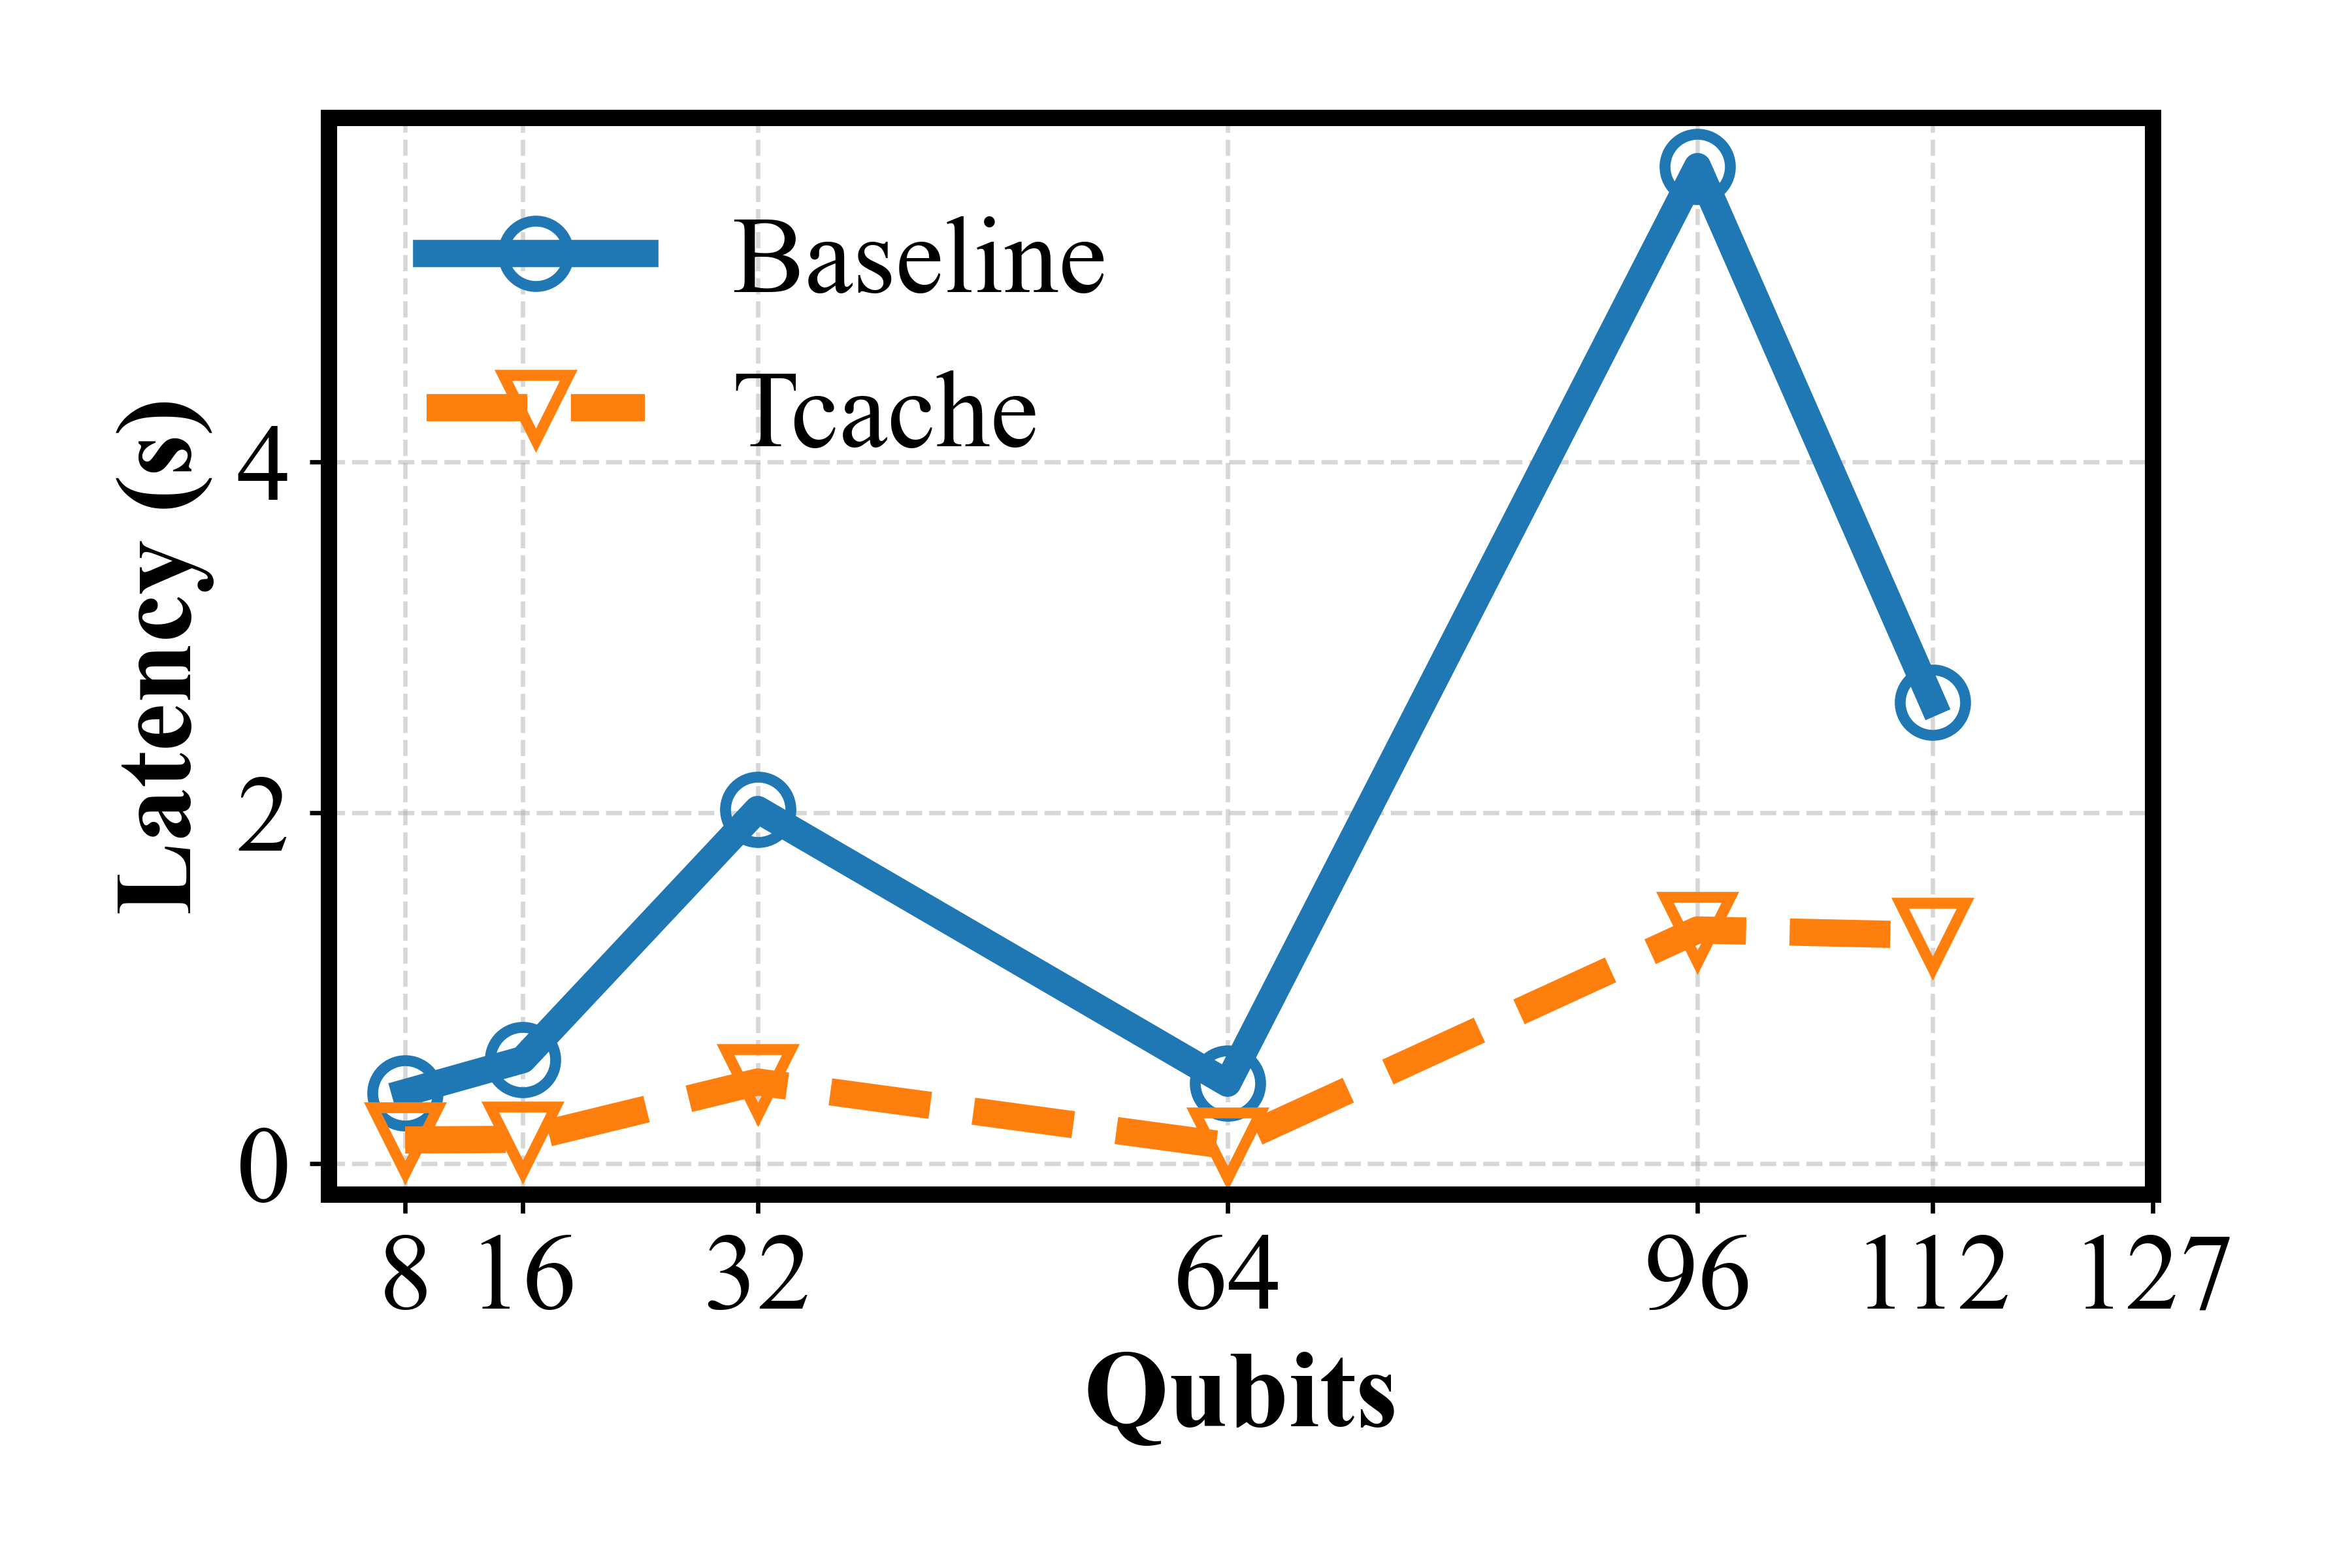 Baseline
Tcache
Latency (s)
4
2
0
8 16 32 64 96 112 127
Qubits